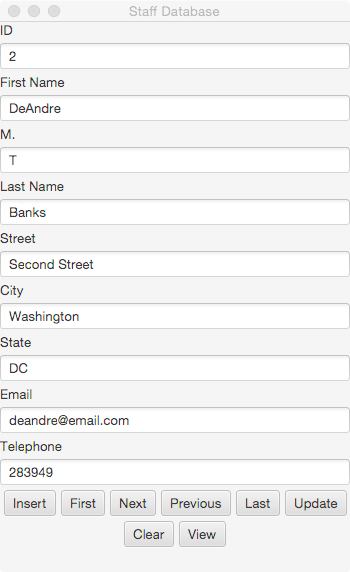 Staff Database
ID
2
First Name
DeAndre
M.
T
Last Name
Banks
Street
Second Street
City
Washington
State
DC
Email
deandre@email.com
Telephone
283949
Insert First Next Previous Last Update
Clear View